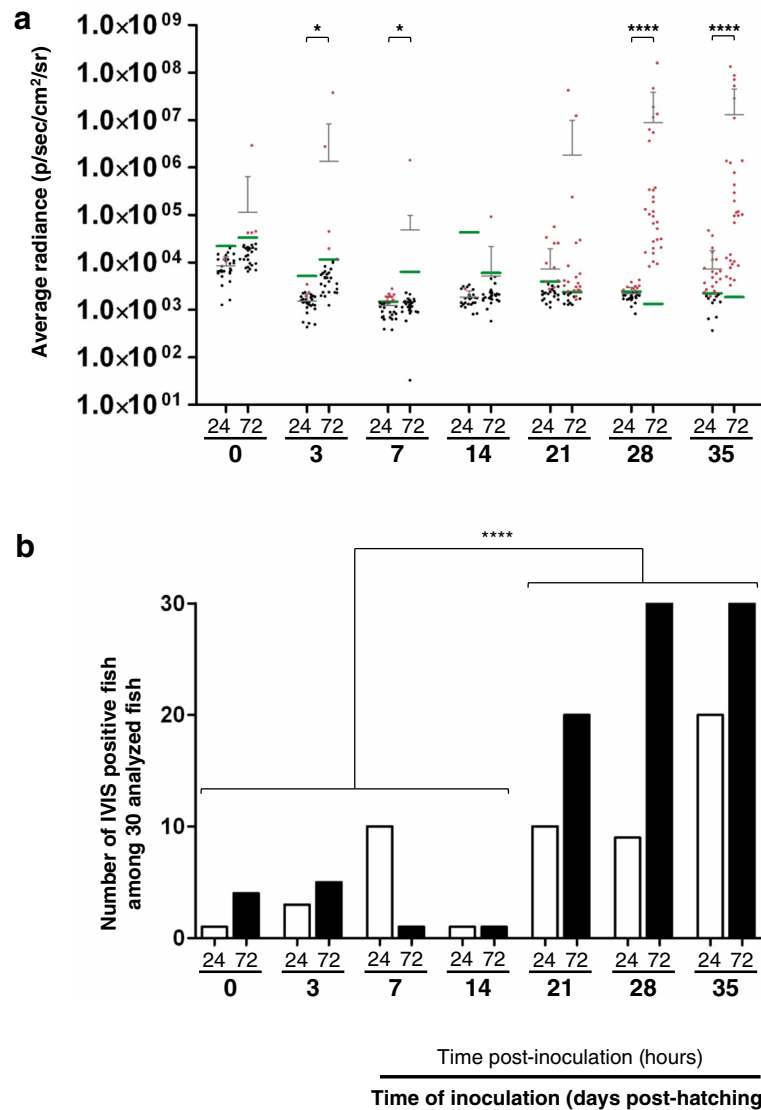 a
Average radiance (p/sec/cm²/sr)
1.0×10⁰⁹
1.0×10⁰⁸
1.0×10⁰⁷
1.0×10⁰⁶
1.0×10⁰⁵
1.0×10⁰⁴
1.0×10⁰³
1.0×10⁰²
1.0×10⁰¹
* * **** ****
24 72 24 72 24 72 24 72 24 72 24 72 24 72
0 3 7 14 21 28 35
b
****
Number of IVIS positive fish
among 30 analyzed fish
30
20
10
0
24 72 24 72 24 72 24 72 24 72 24 72 24 72
0 3 7 14 21 28 35
Time post-inoculation (hours)
Time of inoculation (days post-hatching